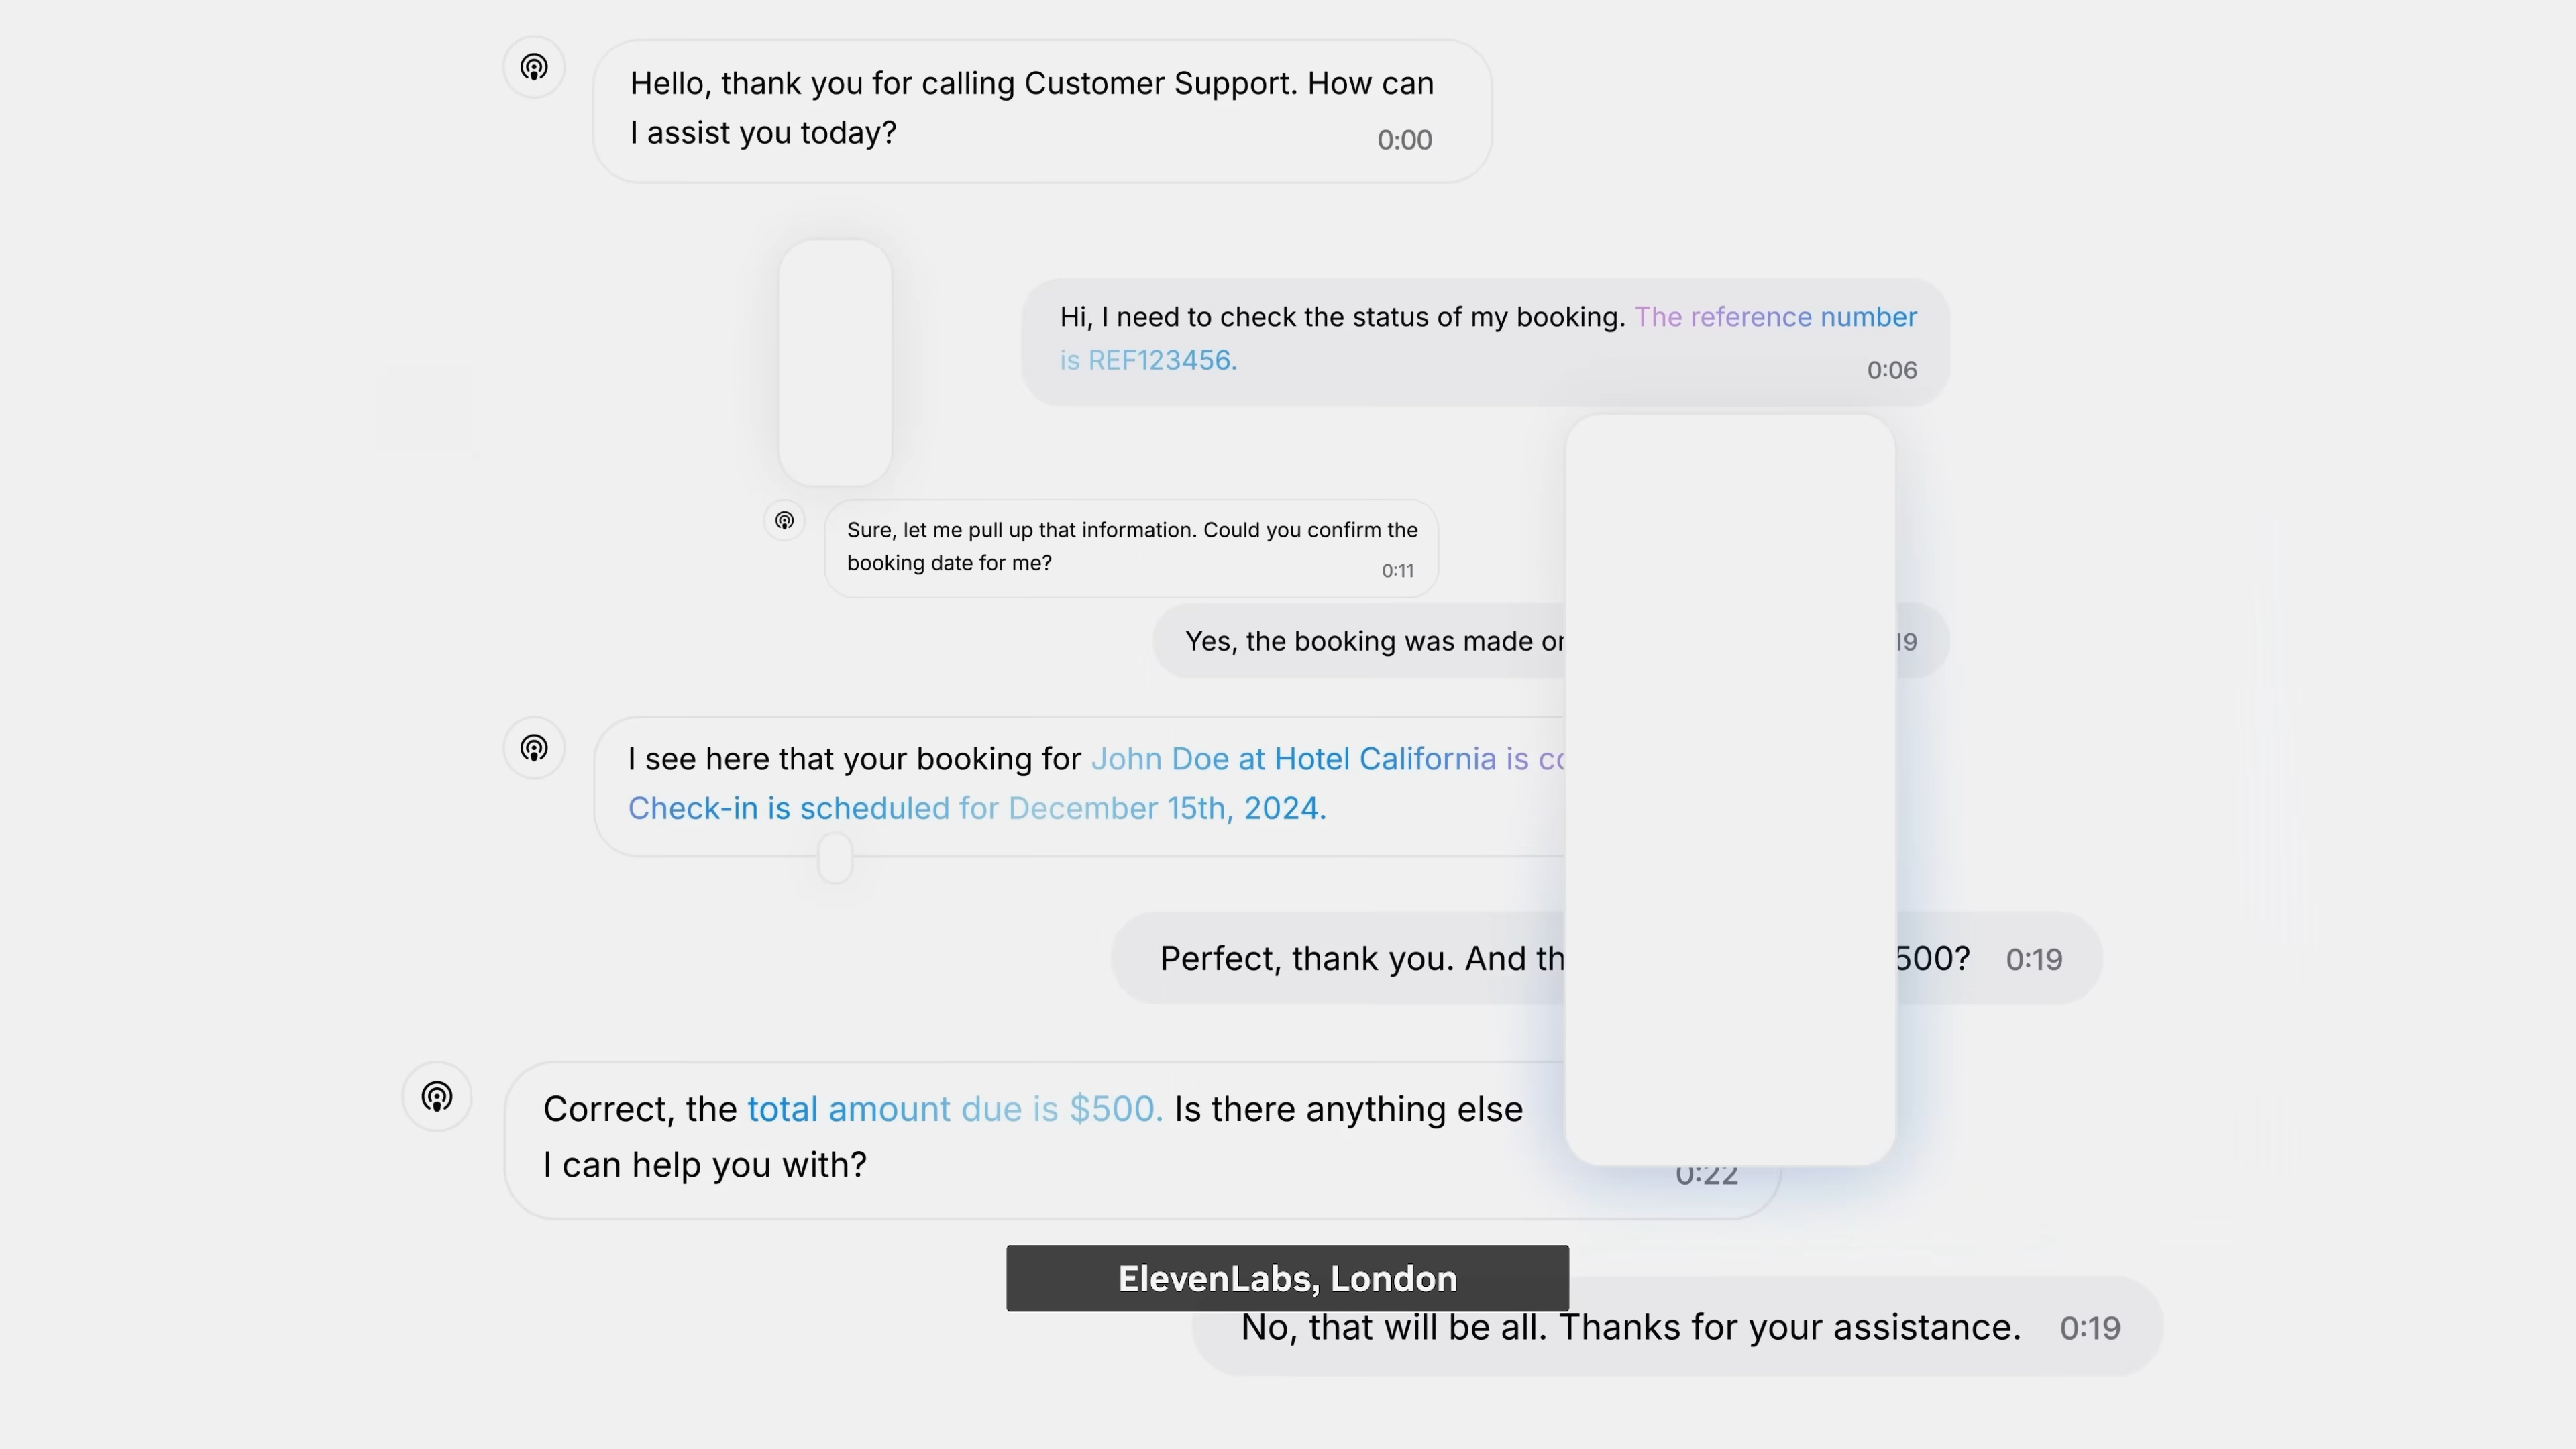 Hello, thank you for calling Customer Support. How can
I assist you today?
0:00
Hi, I need to check the status of my booking. The reference number
is REF123456.
0:06
Sure, let me pull up that information. Could you confirm the
booking date for me?
0:11
Yes, the booking was made
19
I see here that your booking for John Doe at Hotel California is
Check-in is scheduled for December 15th, 2024.
Perfect, thank you. And
500? 0:19
Correct, the total amount due is $500. Is there anything else
I can help you with?
0:22
ElevenLabs, London
No, that will be all. Thanks for your assistance. 0:19